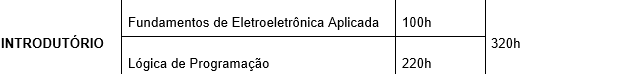 Fundamentos de Eletroeletrônica Aplicada 100h
INTRODUTÓRIO 320h
Lógica de Programação 220h